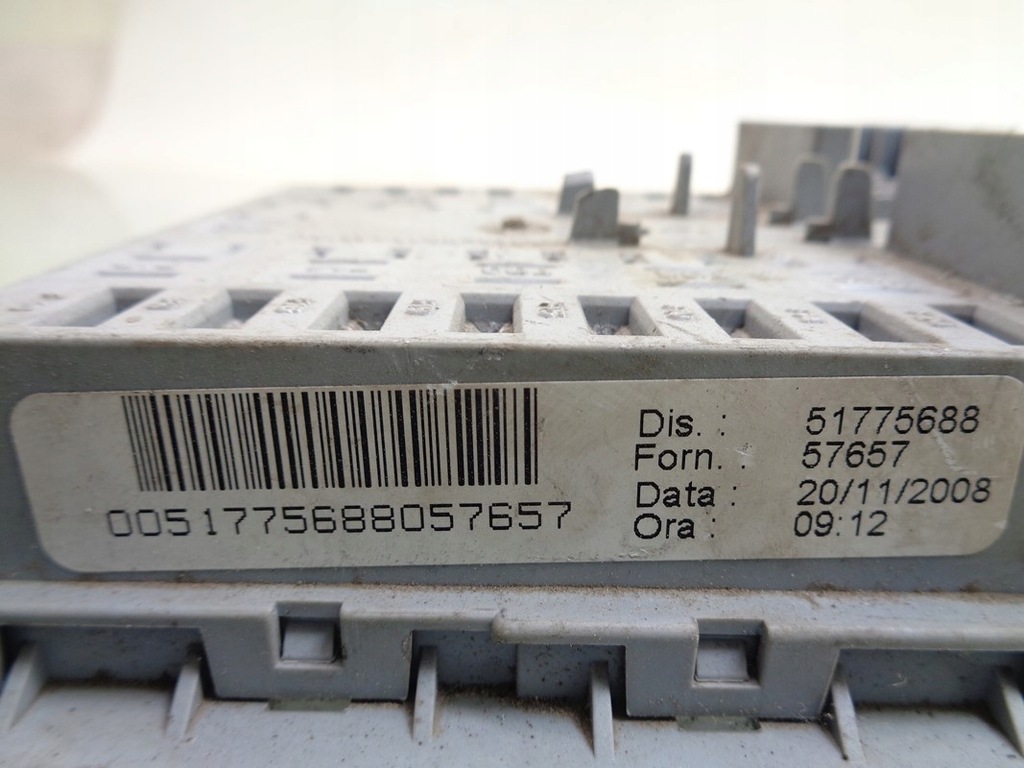 0051775688057657
Dis. : 51775688
Forn. : 57657
Data : 20/11/2008
Ora : 09:12